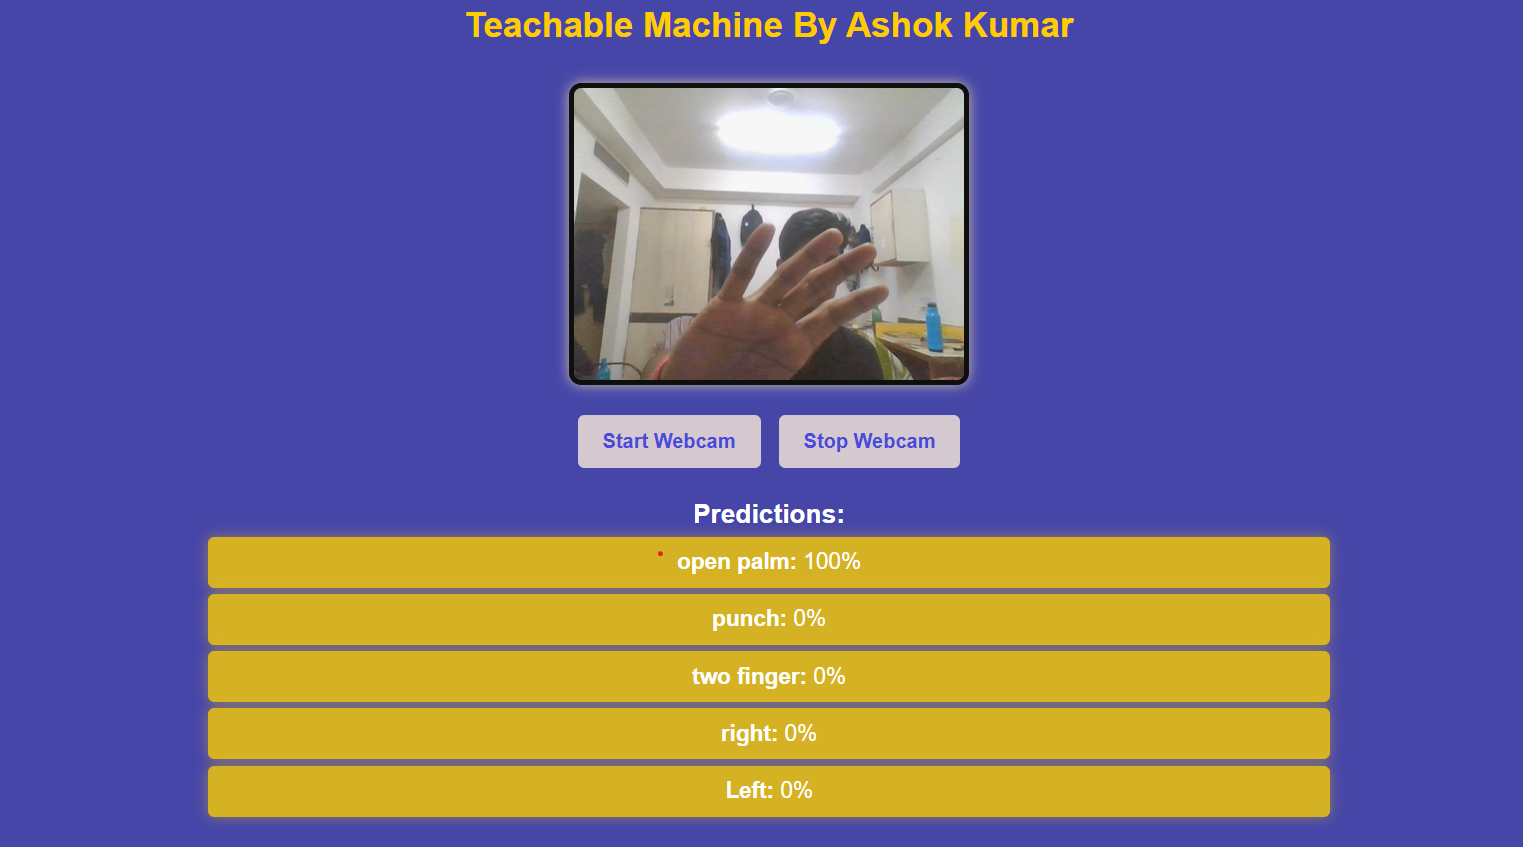 Teachable Machine By Ashok Kumar
Start Webcam
Stop Webcam
Predictions:
open palm: 100%
punch: 0%
two finger: 0%
right: 0%
Left: 0%